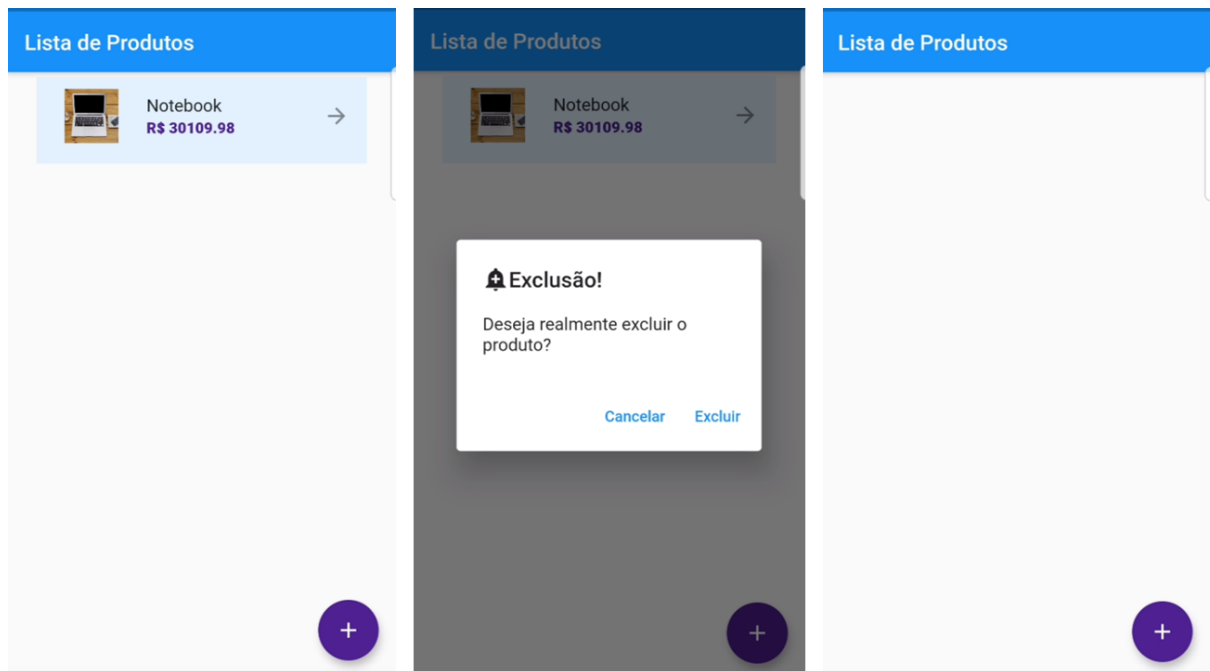 Lista de Produtos
Notebook
R$ 30109.98
Lista de Produtos
Notebook
R$ 30109.98
Exclusão!
Deseja realmente excluir o
produto?
Cancelar Excluir
Lista de Produtos